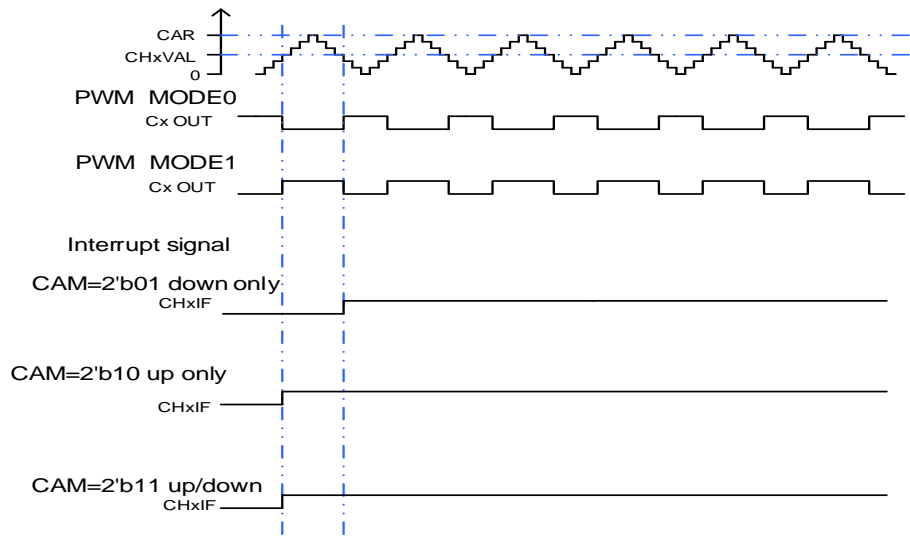 CAR
CHxVAL
0
PWM MODE0
Cx OUT
PWM MODE1
Cx OUT
Interrupt signal
CAM=2'b01 down only
CHxIF
CAM=2'b10 up only
CHxIF
CAM=2'b11 up/down
CHxIF